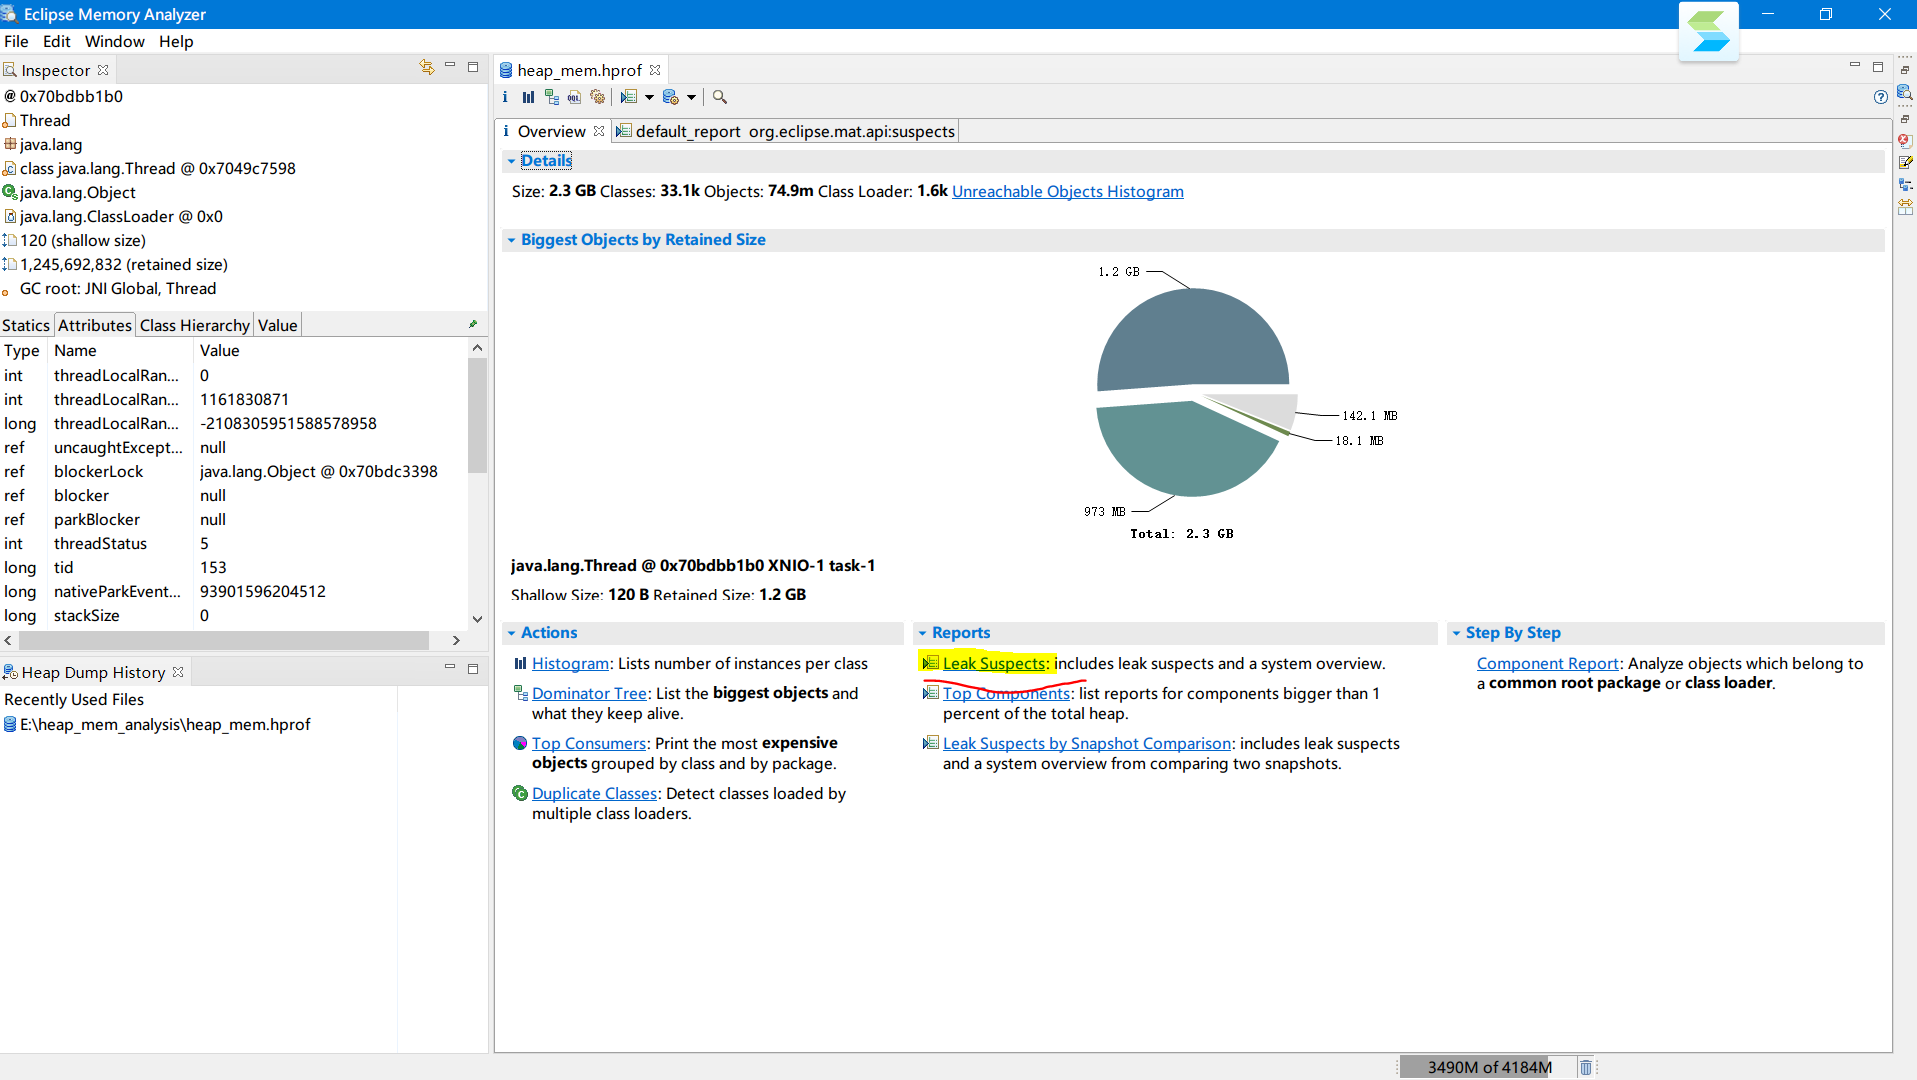 Eclipse Memory Analyzer
File Edit Window Help
Inspector
@ 0x70bdbb1b0
Thread
java.lang
class java.lang.Thread @ 0x7049c7598
java.lang.Object
java.lang.ClassLoader @ 0x0
120 (shallow size)
1,245,692,832 (retained size)
GC root: JNI Global, Thread
Statics Attributes Class Hierarchy Value
Type Name Value
int threadLocalRan... 0
int threadLocalRan... 1161830871
long threadLocalRan... -2108305951588578958
ref uncaughtExcept... null
ref blockerLock java.lang.Object @ 0x70bdc3398
ref blocker null
ref parkBlocker null
int threadStatus 5
long tid 153
long nativeParkEvent... 93901596204512
long stackSize 0
Heap Dump History
Recently Used Files
E:\heap_mem_analysis\heap_mem.hprof
heap_mem.hprof
i OQL
i Overview default_report org.eclipse.mat.api:suspects
Details
Size: 2.3 GB Classes: 33.1k Objects: 74.9m Class Loader: 1.6k Unreachable Objects Histogram
Biggest Objects by Retained Size
1.2 GB
142.1 MB
18.1 MB
973 MB
Total: 2.3 GB
java.lang.Thread @ 0x70bdbb1b0 XNIO-1 task-1
Shallow Size: 120 B Retained Size: 1.2 GB
Actions
Histogram: Lists number of instances per class
Dominator Tree: List the biggest objects and
what they keep alive.
Top Consumers: Print the most expensive
objects grouped by class and by package.
Duplicate Classes: Detect classes loaded by
multiple class loaders.
Reports
Leak Suspects: includes leak suspects and a system overview.
Top Components: list reports for components bigger than 1
percent of the total heap.
Leak Suspects by Snapshot Comparison: includes leak suspects
and a system overview from comparing two snapshots.
Step By Step
Component Report: Analyze objects which belong to
a common root package or class loader.
3490M of 4184M